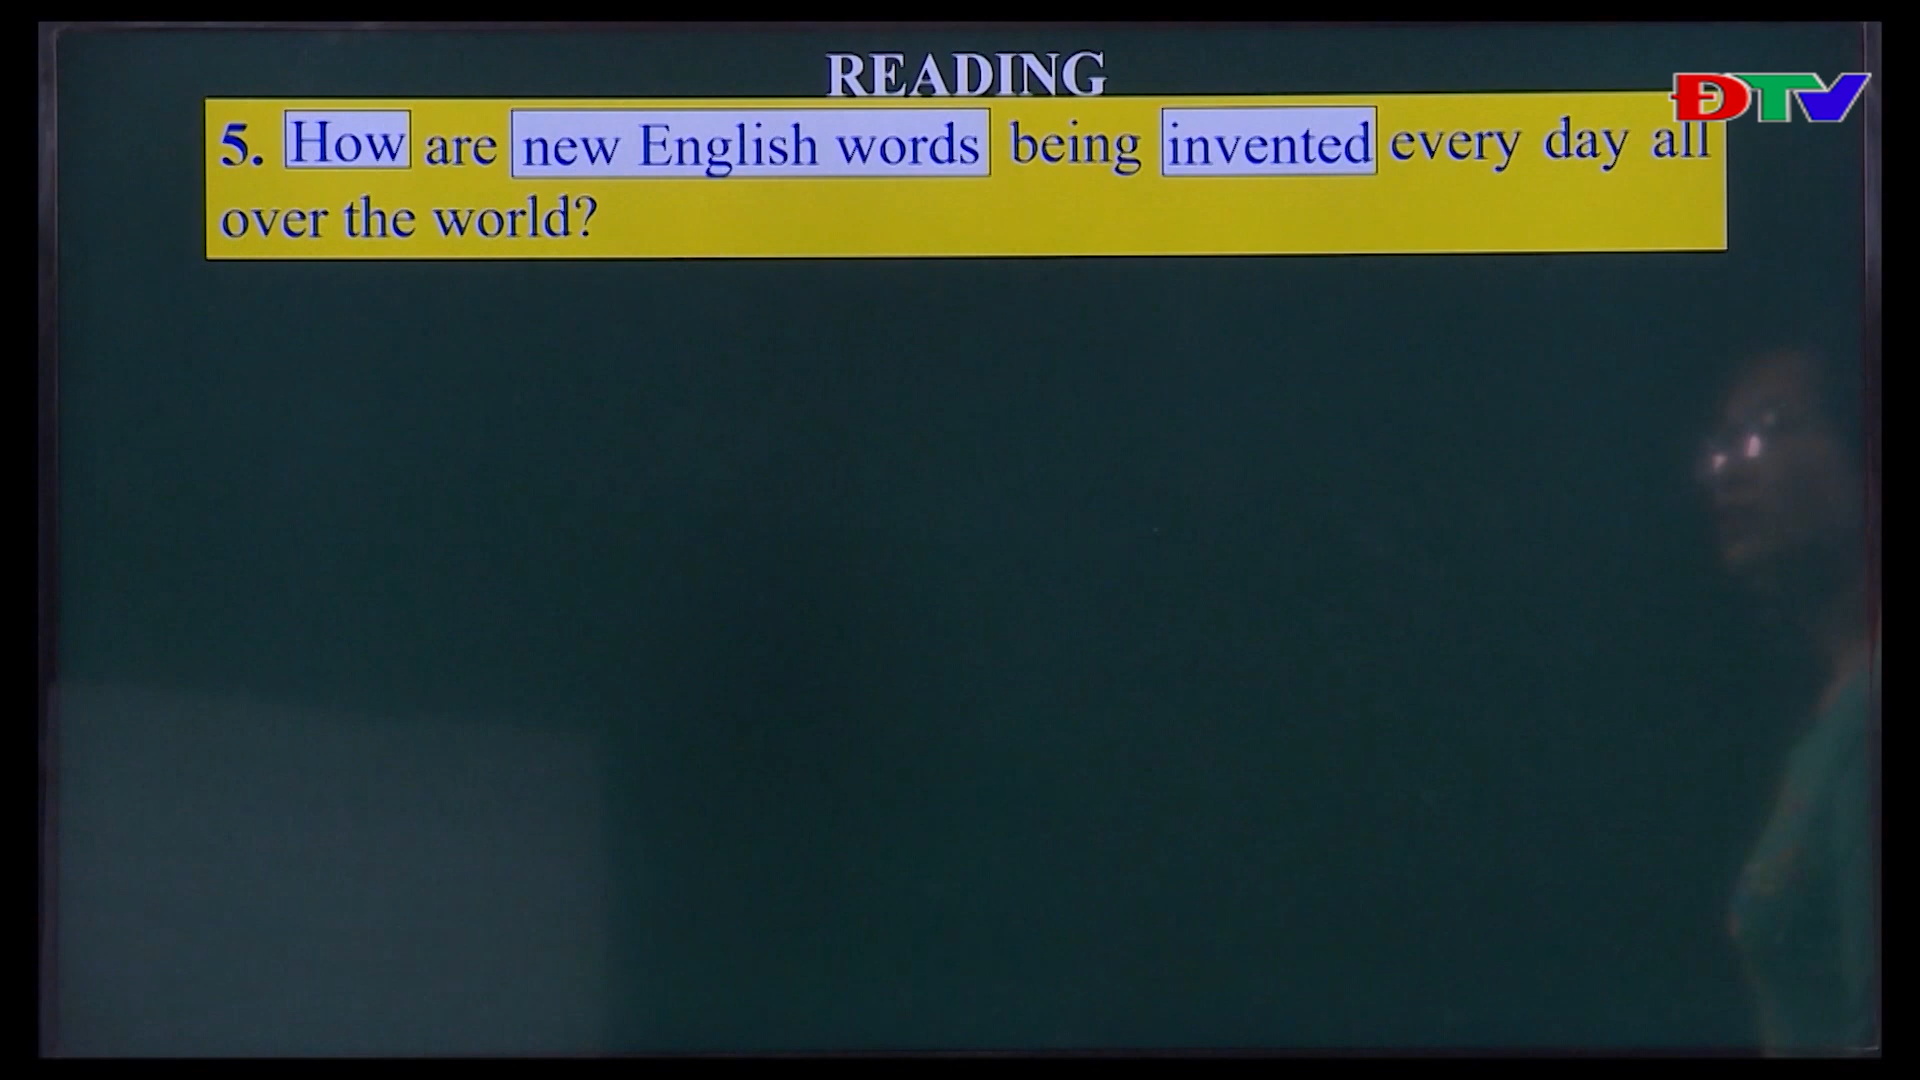 READING
ĐTV
5. How are new English words being invented every day all
over the world?